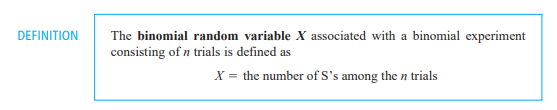 DEFINITION
The binomial random variable X associated with a binomial experiment
consisting of n trials is defined as
X = the number of S's among the n trials